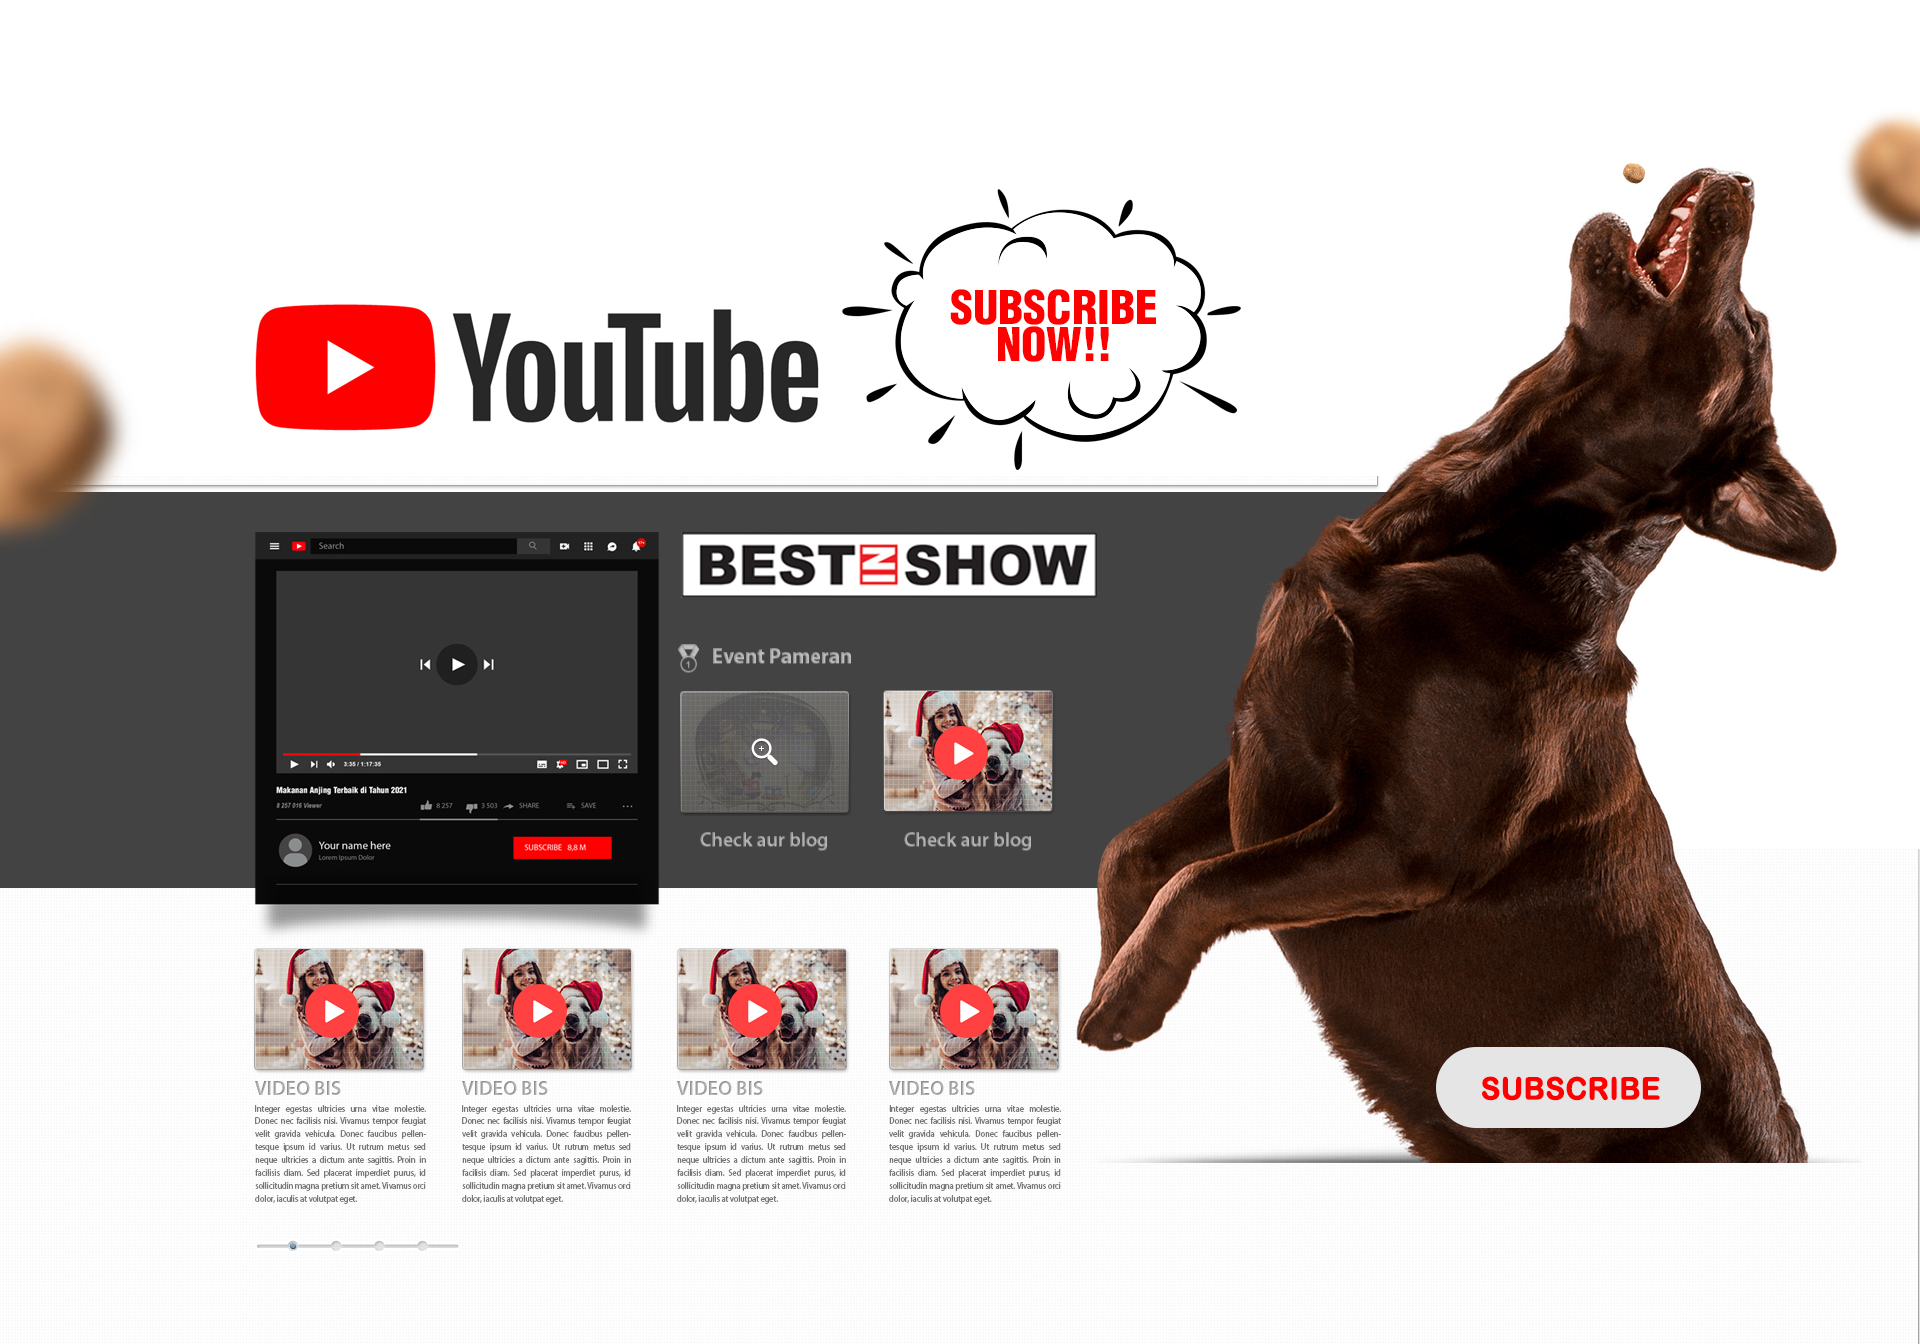 SUBSCRIBE
NOW!!
YouTube
Search
BEST IN SHOW
Event Pameran
3:35 / 1:17:35
Makanan Anjing Terbaik di Tahun 2021
8 257 016 Viewer
8 257
3 503
SHARE
SAVE
Your name here
Lorem Ipsum Dolor
SUBSCRIBE 8,8 M
Check aur blog
Check aur blog
VIDEO BIS
Integer egestas ultricies urna vitae molestie.
Donec nec facilisis nisi. Vivamus tempor feugiat
velit gravida vehicula. Donec faucibus pellen-
tesque ipsum id varius. Ut rutrum metus sed
neque ultricies a dictum ante sagittis. Proin in
facilisis diam. Sed placerat imperdiet purus, id
sollicitudin magna pretium sit amet. Vivamus orci
dolor, iaculis at volutpat eget.
VIDEO BIS
Integer egestas ultricies urna vitae molestie.
Donec nec facilisis nisi. Vivamus tempor feugiat
velit gravida vehicula. Donec faucibus pellen-
tesque ipsum id varius. Ut rutrum metus sed
neque ultricies a dictum ante sagittis. Proin in
facilisis diam. Sed placerat imperdiet purus, id
sollicitudin magna pretium sit amet. Vivamus orci
dolor, iaculis at volutpat eget.
VIDEO BIS
Integer egestas ultricies urna vitae molestie.
Donec nec facilisis nisi. Vivamus tempor feugiat
velit gravida vehicula. Donec faucibus pellen-
tesque ipsum id varius. Ut rutrum metus sed
neque ultricies a dictum ante sagittis. Proin in
facilisis diam. Sed placerat imperdiet purus, id
sollicitudin magna pretium sit amet. Vivamus orci
dolor, iaculis at volutpat eget.
VIDEO BIS
Integer egestas ultricies urna vitae molestie.
Donec nec facilisis nisi. Vivamus tempor feugiat
velit gravida vehicula. Donec faucibus pellen-
tesque ipsum id varius. Ut rutrum metus sed
neque ultricies a dictum ante sagittis. Proin in
facilisis diam. Sed placerat imperdiet purus, id
sollicitudin magna pretium sit amet. Vivamus orci
dolor, iaculis at volutpat eget.
SUBSCRIBE